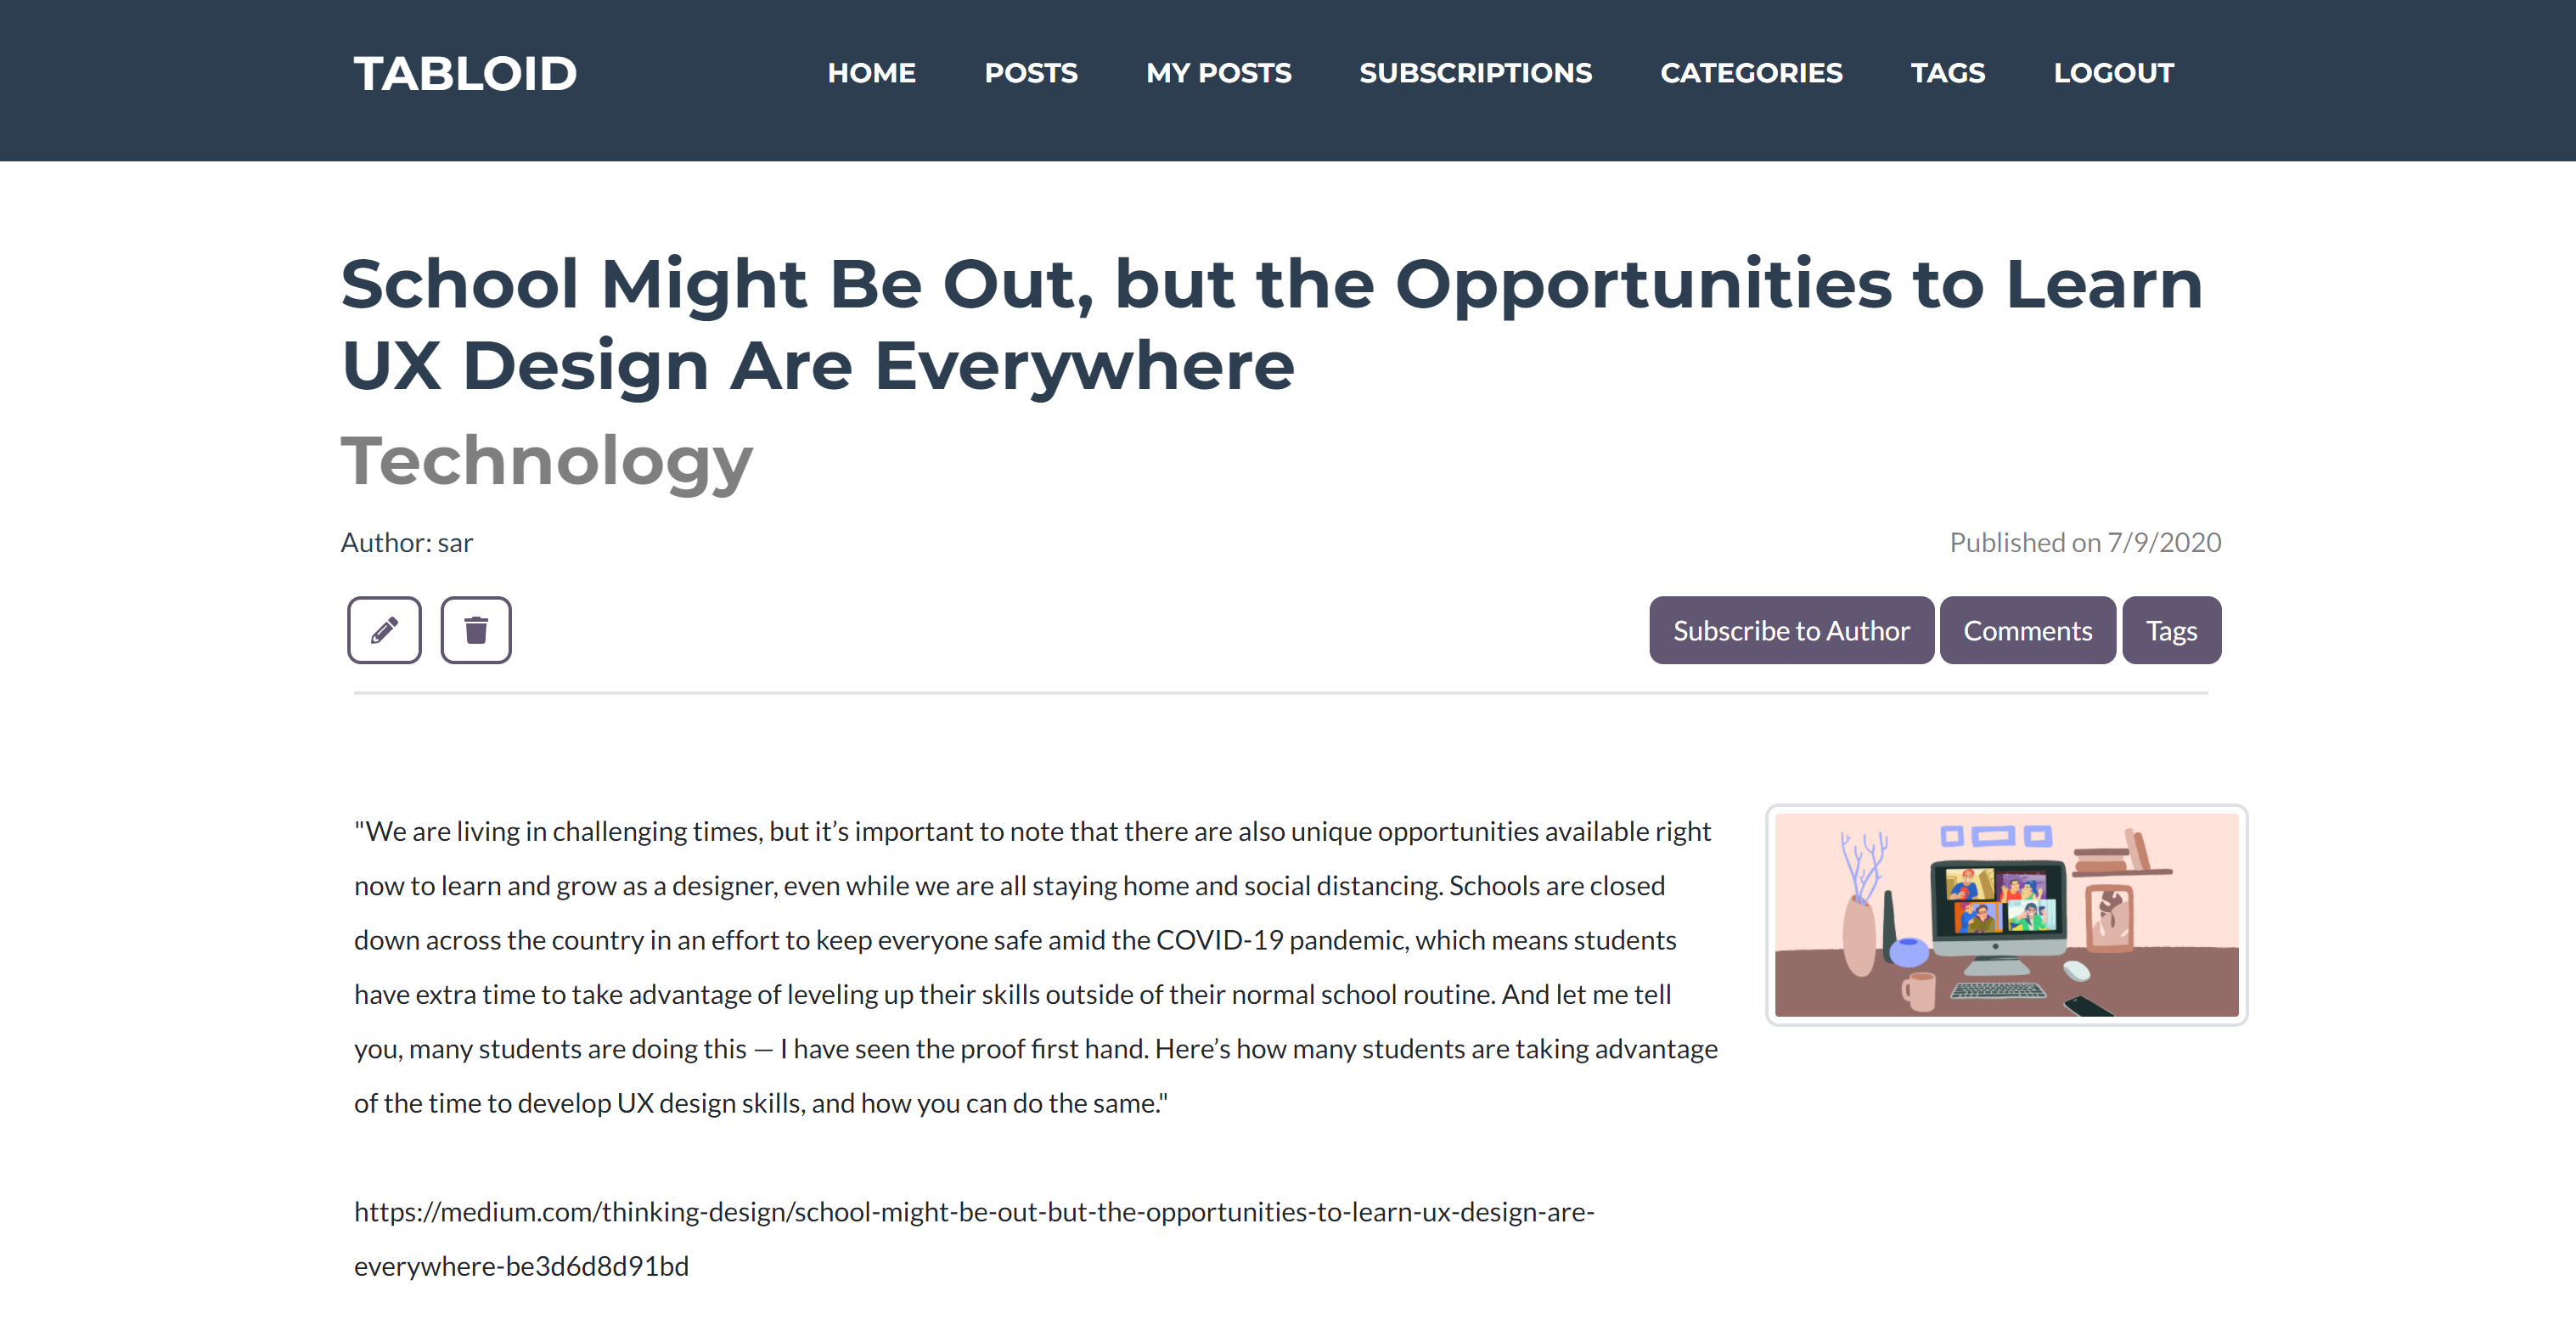 TABLOID
HOME POSTS MY POSTS SUBSCRIPTIONS CATEGORIES TAGS LOGOUT
School Might Be Out, but the Opportunities to Learn
UX Design Are Everywhere
Technology
Author: sar
Published on 7/9/2020
Subscribe to Author Comments Tags
"We are living in challenging times, but it’s important to note that there are also unique opportunities available right
now to learn and grow as a designer, even while we are all staying home and social distancing. Schools are closed
down across the country in an effort to keep everyone safe amid the COVID-19 pandemic, which means students
have extra time to take advantage of leveling up their skills outside of their normal school routine. And let me tell
you, many students are doing this — I have seen the proof first hand. Here’s how many students are taking advantage
of the time to develop UX design skills, and how you can do the same."
https://medium.com/thinking-design/school-might-be-out-but-the-opportunities-to-learn-ux-design-are-
everywhere-be3d6d8d91bd